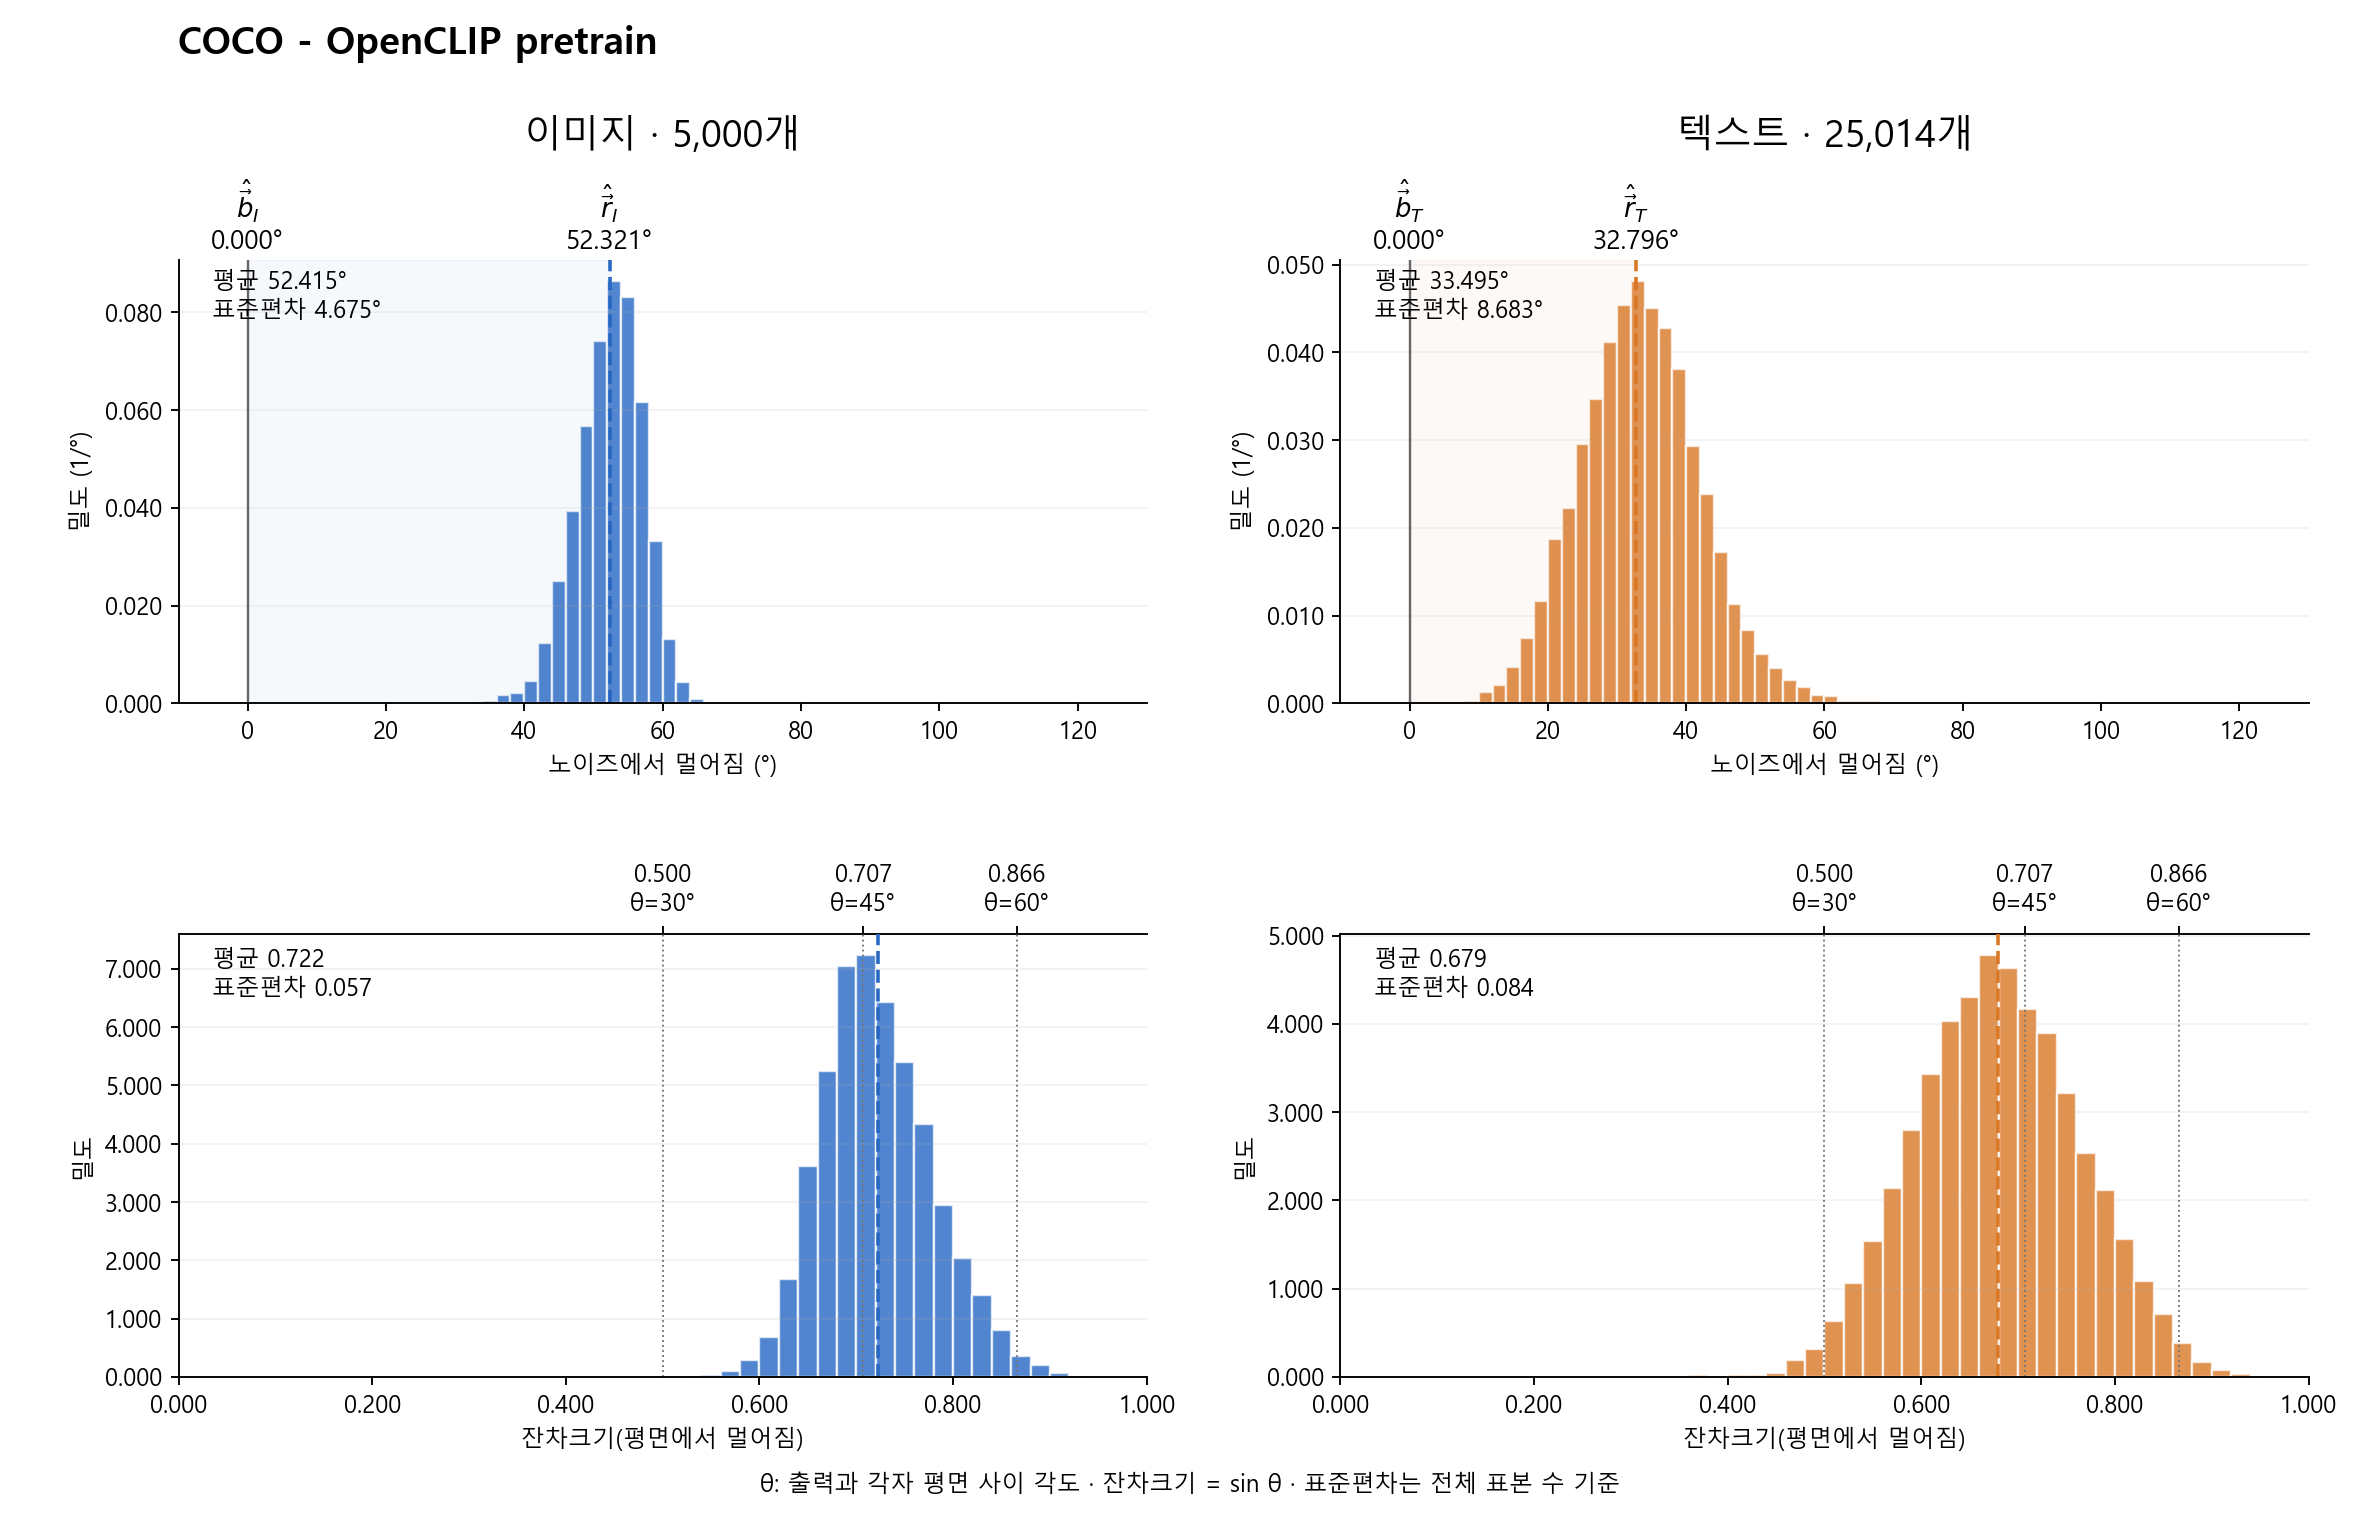 COCO - OpenCLIP pretrain
이미지 · 5,000개
b̂⃗_I
0.000°
r̂⃗_I
52.321°
평균 52.415°
표준편차 4.675°
밀도 (1/°)
0.080
0.060
0.040
0.020
0.000
0 20 40 60 80 100 120
노이즈에서 멀어짐 (°)
텍스트 · 25,014개
b̂⃗_T
0.000°
r̂⃗_T
32.796°
평균 33.495°
표준편차 8.683°
밀도 (1/°)
0.050
0.040
0.030
0.020
0.010
0.000
0 20 40 60 80 100 120
노이즈에서 멀어짐 (°)
0.500 0.707 0.866
θ=30° θ=45° θ=60°
평균 0.722
표준편차 0.057
밀도
7.000
6.000
5.000
4.000
3.000
2.000
1.000
0.000
0.000 0.200 0.400 0.600 0.800 1.000
잔차크기(평면에서 멀어짐)
0.500 0.707 0.866
θ=30° θ=45° θ=60°
평균 0.679
표준편차 0.084
밀도
5.000
4.000
3.000
2.000
1.000
0.000
0.000 0.200 0.400 0.600 0.800 1.000
잔차크기(평면에서 멀어짐)
θ: 출력과 각자 평면 사이 각도 · 잔차크기 = sin θ · 표준편차는 전체 표본 수 기준